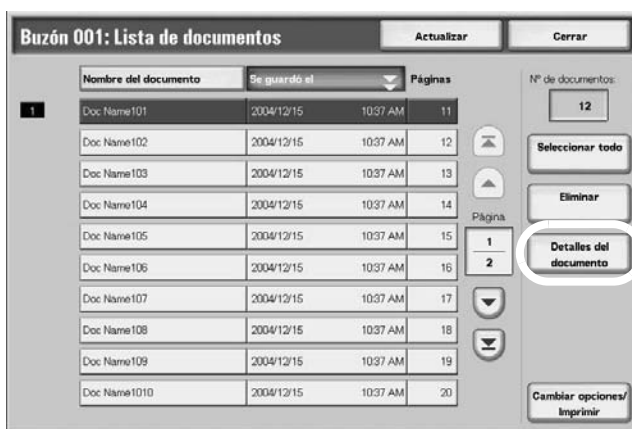 Buzón 001: Lista de documentos
Actualizar
Cerrar
Nombre del documento
Se guardó el
Páginas
Nº de documentos:
12
1
Doc Name101 2004/12/15 10:37 AM 11
Doc Name102 2004/12/15 10:37 AM 12
Doc Name103 2004/12/15 10:37 AM 13
Doc Name104 2004/12/15 10:37 AM 14
Doc Name105 2004/12/15 10:37 AM 15
Doc Name106 2004/12/15 10:37 AM 16
Doc Name107 2004/12/15 10:37 AM 17
Doc Name108 2004/12/15 10:37 AM 18
Doc Name109 2004/12/15 10:37 AM 19
Doc Name1010 2004/12/15 10:37 AM 20
Página
1
2
Seleccionar todo
Eliminar
Detalles del
documento
Cambiar opciones/
Imprimir